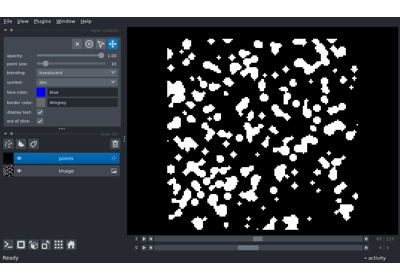 File View Plugins Window Help
opacity: 1.00
point size: 10
blending: translucent
symbol: disc
face color: blue
border color: dimgrey
display text: ✓
out of slice: ✓
points
Image
Ready
activity